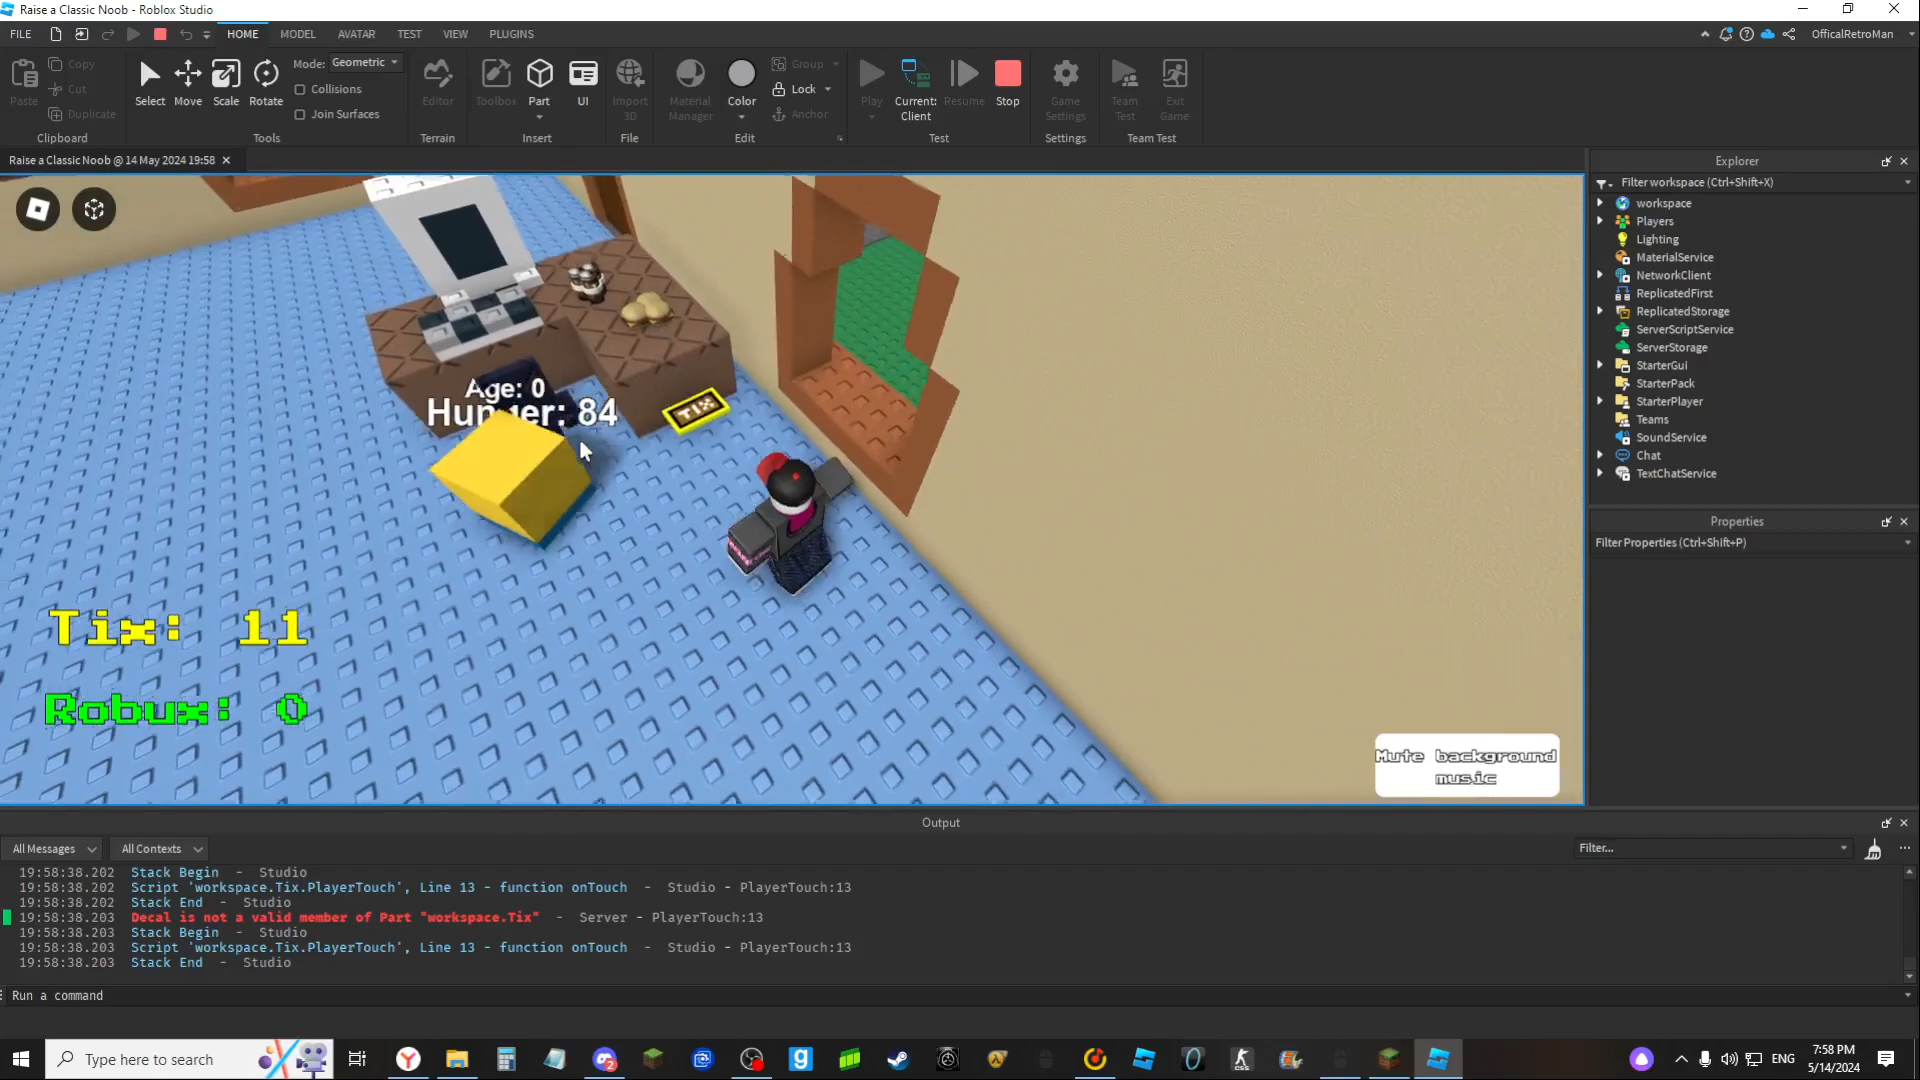 Raise a Classic Noob - Roblox Studio
FILE HOME MODEL AVATAR TEST VIEW PLUGINS OfficalRetroMan
Paste Copy Cut Duplicate Clipboard
Select Move Scale Rotate Mode: Geometric Collisions Join Surfaces Tools
Editor Terrain
Toolbox Part UI Insert
Import 3D File
Material Manager Color Group Lock Anchor Edit
Play Current: Client Resume Stop Test
Game Settings Settings
Team Test Exit Game Team Test
Raise a Classic Noob @ 14 May 2024 19:58
Age: 0
Hunger: 84
TIX
Tix: 11
Robux: 0
Mute background
music
Explorer
Filter workspace (Ctrl+Shift+X)
workspace
Players
Lighting
MaterialService
NetworkClient
ReplicatedFirst
ReplicatedStorage
ServerScriptService
ServerStorage
StarterGui
StarterPack
StarterPlayer
Teams
SoundService
Chat
TextChatService
Properties
Filter Properties (Ctrl+Shift+P)
Output
All Messages All Contexts Filter...
19:58:38.202 Stack Begin - Studio
19:58:38.202 Script 'workspace.Tix.PlayerTouch', Line 13 - function onTouch - Studio - PlayerTouch:13
19:58:38.202 Stack End - Studio
19:58:38.203 Decal is not a valid member of Part "workspace.Tix" - Server - PlayerTouch:13
19:58:38.203 Stack Begin - Studio
19:58:38.203 Script 'workspace.Tix.PlayerTouch', Line 13 - function onTouch - Studio - PlayerTouch:13
19:58:38.203 Stack End - Studio
Run a command
Type here to search
ENG
7:58 PM
5/14/2024